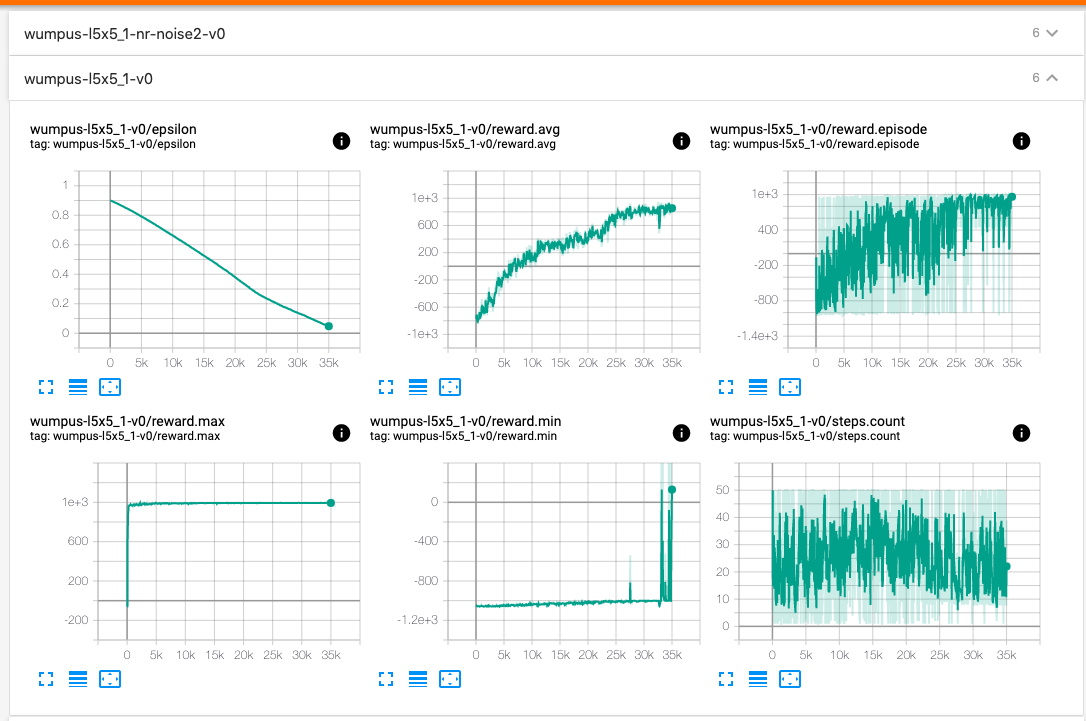 wumpus-l5x5_1-nr-noise2-v0 6
wumpus-l5x5_1-v0 6
wumpus-l5x5_1-v0/epsilon
tag: wumpus-l5x5_1-v0/epsilon
1
0.8
0.6
0.4
0.2
0
0 5k 10k 15k 20k 25k 30k 35k
wumpus-l5x5_1-v0/reward.avg
tag: wumpus-l5x5_1-v0/reward.avg
1e+3
600
200
-200
-600
-1e+3
0 5k 10k 15k 20k 25k 30k 35k
wumpus-l5x5_1-v0/reward.episode
tag: wumpus-l5x5_1-v0/reward.episode
1e+3
400
-200
-800
-1.4e+3
0 5k 10k 15k 20k 25k 30k 35k
wumpus-l5x5_1-v0/reward.max
tag: wumpus-l5x5_1-v0/reward.max
1e+3
600
200
-200
0 5k 10k 15k 20k 25k 30k 35k
wumpus-l5x5_1-v0/reward.min
tag: wumpus-l5x5_1-v0/reward.min
0
-400
-800
-1.2e+3
0 5k 10k 15k 20k 25k 30k 35k
wumpus-l5x5_1-v0/steps.count
tag: wumpus-l5x5_1-v0/steps.count
50
40
30
20
10
0
0 5k 10k 15k 20k 25k 30k 35k